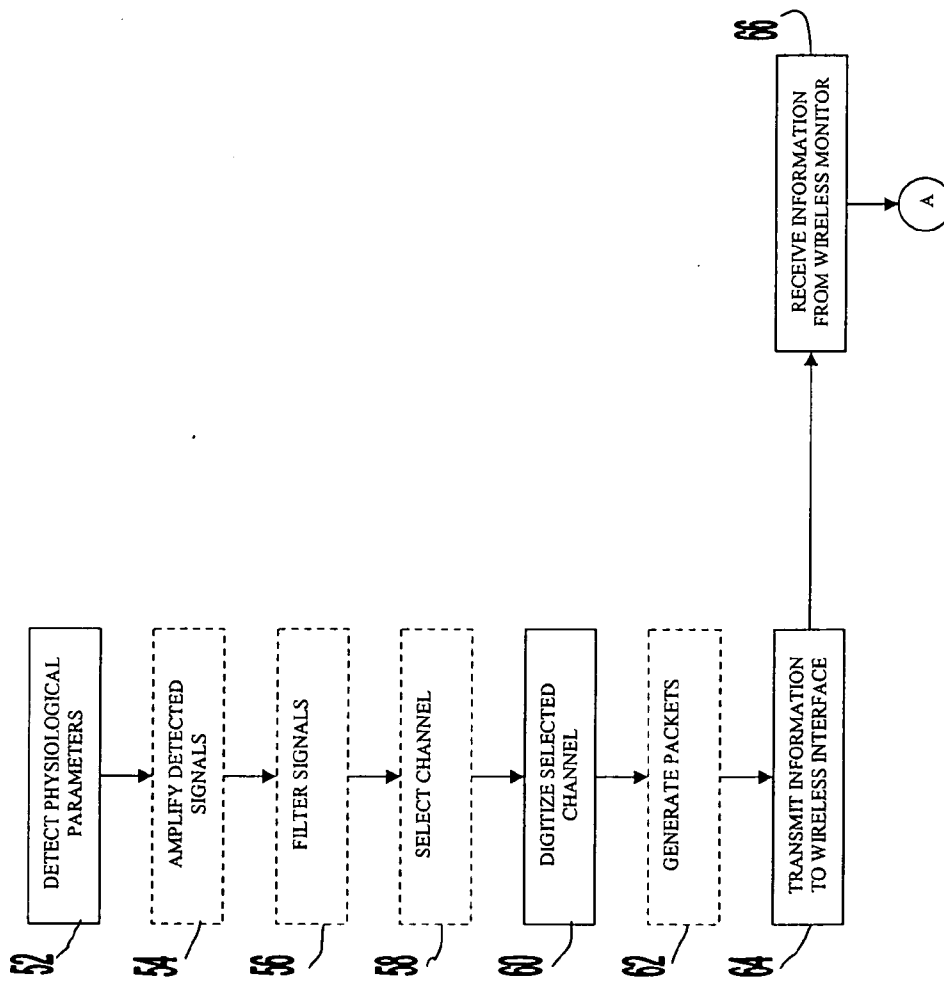 52
DETECT PHYSIOLOGICAL
PARAMETERS
54
AMPLIFY DETECTED
SIGNALS
56
FILTER SIGNALS
58
SELECT CHANNEL
60
DIGITIZE SELECTED
CHANNEL
62
GENERATE PACKETS
64
TRANSMIT INFORMATION
TO WIRELESS INTERFACE
66
RECEIVE INFORMATION
FROM WIRELESS MONITOR
A